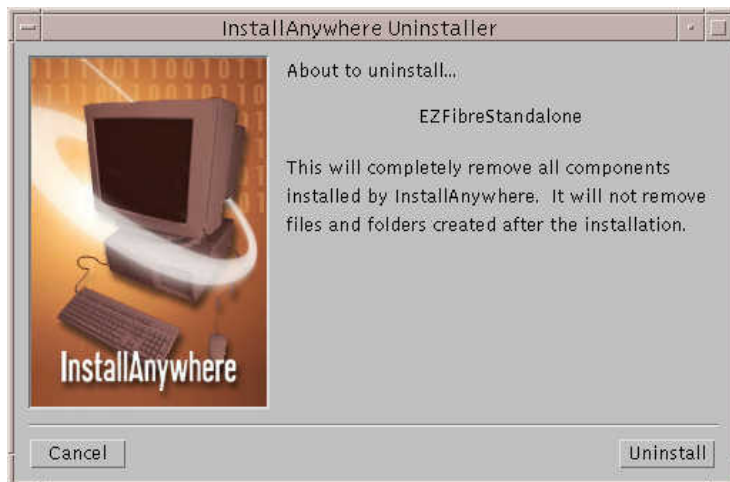 InstallAnywhere Uninstaller
About to uninstall...
EZFibreStandalone
This will completely remove all components
installed by InstallAnywhere. It will not remove
files and folders created after the installation.
InstallAnywhere
Cancel
Uninstall